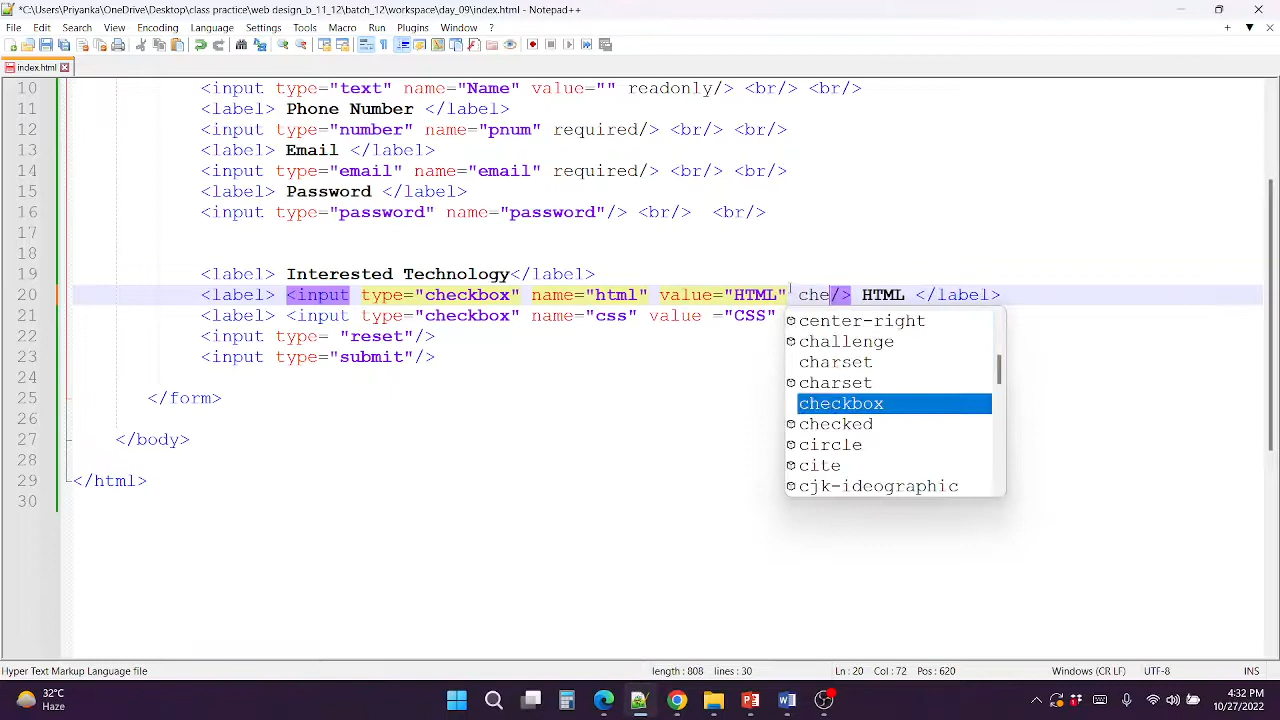 *C:\Users\Priyanka\OneDrive\Desktop\class practice\web design_b_11_12\batch_12\workspace\day_09\index.html - Notepad++
File Edit Search View Encoding Language Settings Tools Macro Run Plugins Window ?
index.html
10 <input type="text" name="Name" value="" readonly/> <br/> <br/>
11 <label> Phone Number </label>
12 <input type="number" name="pnum" required/> <br/> <br/>
13 <label> Email </label>
14 <input type="email" name="email" required/> <br/> <br/>
15 <label> Password </label>
16 <input type="password" name="password"/> <br/>  <br/>
17
18
19 <label> Interested Technology</label>
20 <label> <input type="checkbox" name="html" value="HTML" che/> HTML </label>
21 <label> <input type="checkbox" name="css" value ="CSS"
22 <input type= "reset"/>
23 <input type="submit"/>
24
25 </form>
26
27 </body>
28
29 </html>
30
center-right
challenge
charset
charset
checkbox
checked
circle
cite
cjk-ideographic
Hyper Text Markup Language file length : 808 lines : 30 Ln : 20 Col : 72 Pos : 620 Windows (CR LF) UTF-8 INS
32°C
Haze
4:32 PM
10/27/2022